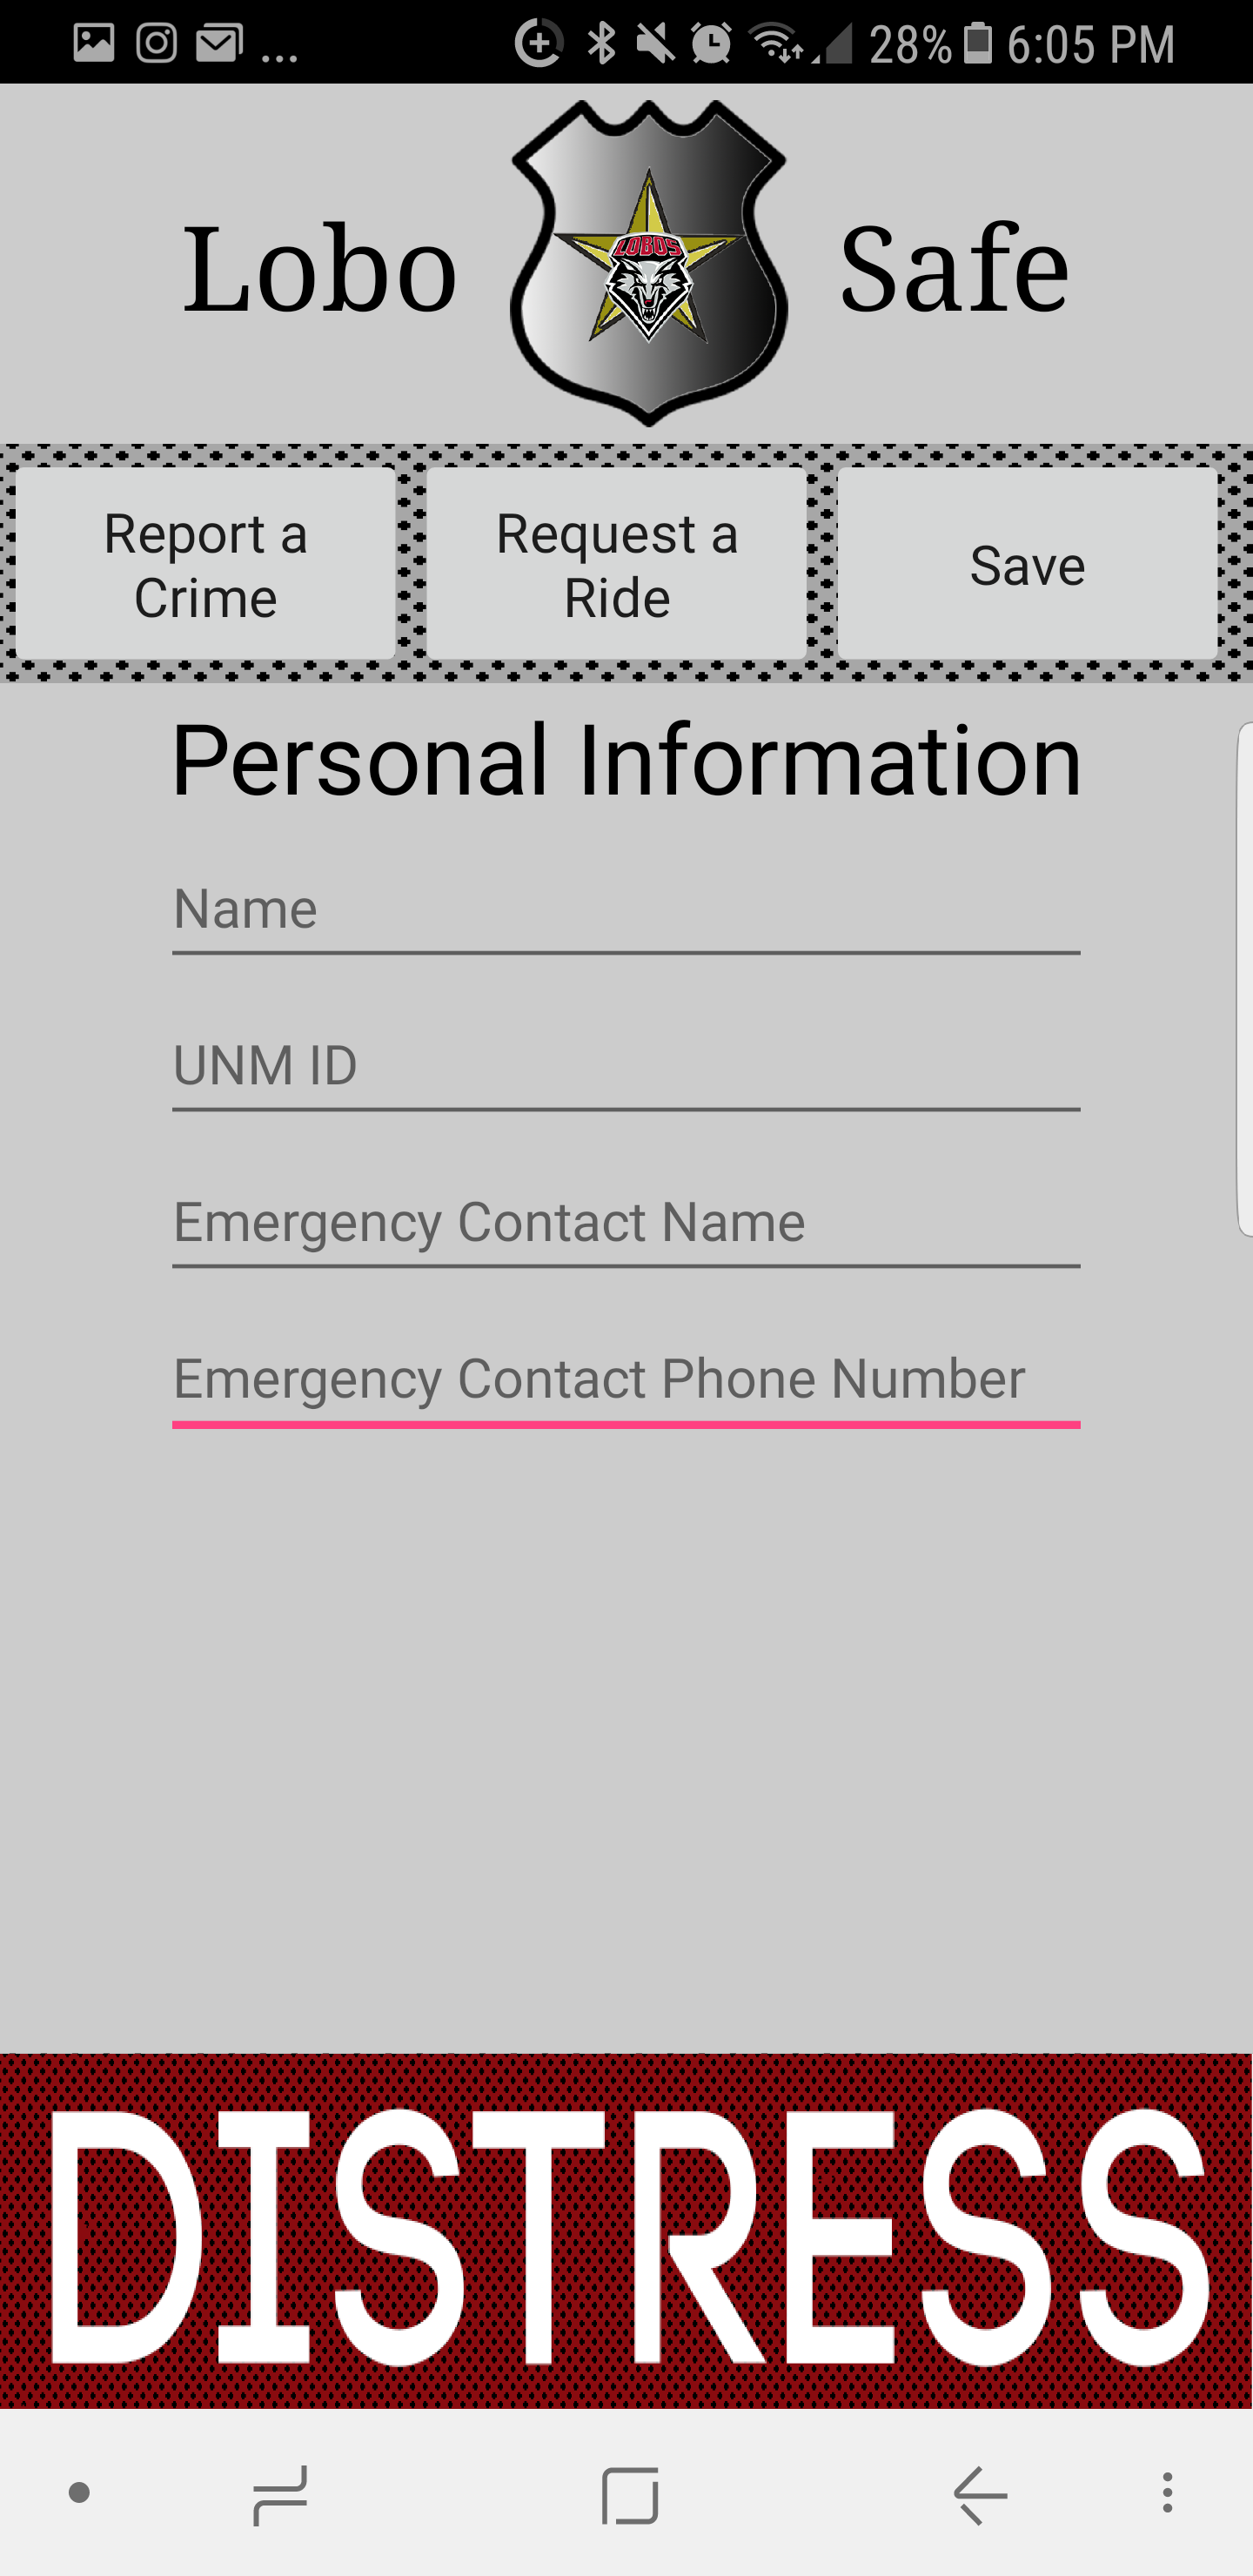 ... 28% 6:05 PM
Lobo LOBOS Safe
Report a
Crime
Request a
Ride
Save
Personal Information
Name
UNM ID
Emergency Contact Name
Emergency Contact Phone Number
DISTRESS